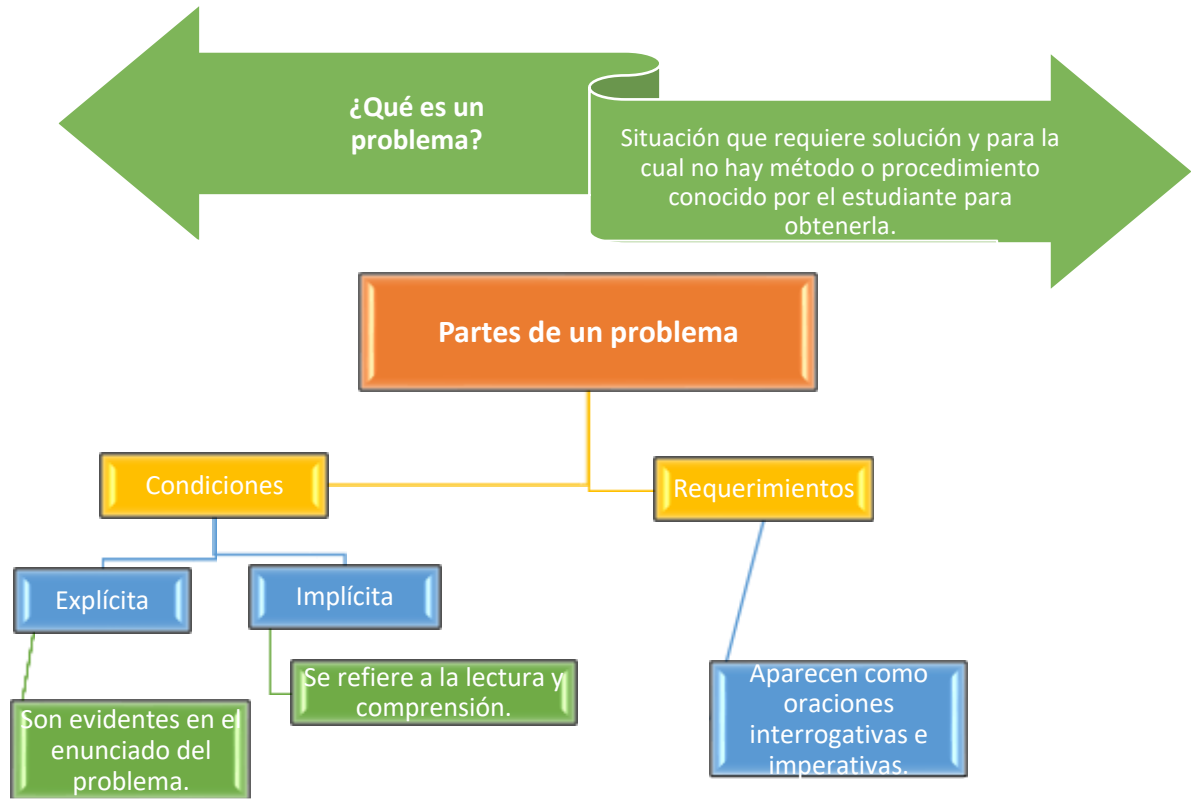 ¿Qué es un
problema?
Situación que requiere solución y para la
cual no hay método o procedimiento
conocido por el estudiante para
obtenerla.
Partes de un problema
Condiciones
Requerimientos
Explícita
Implícita
Se refiere a la lectura y
comprensión.
Son evidentes en el
enunciado del
problema.
Aparecen como
oraciones
interrogativas e
imperativas.